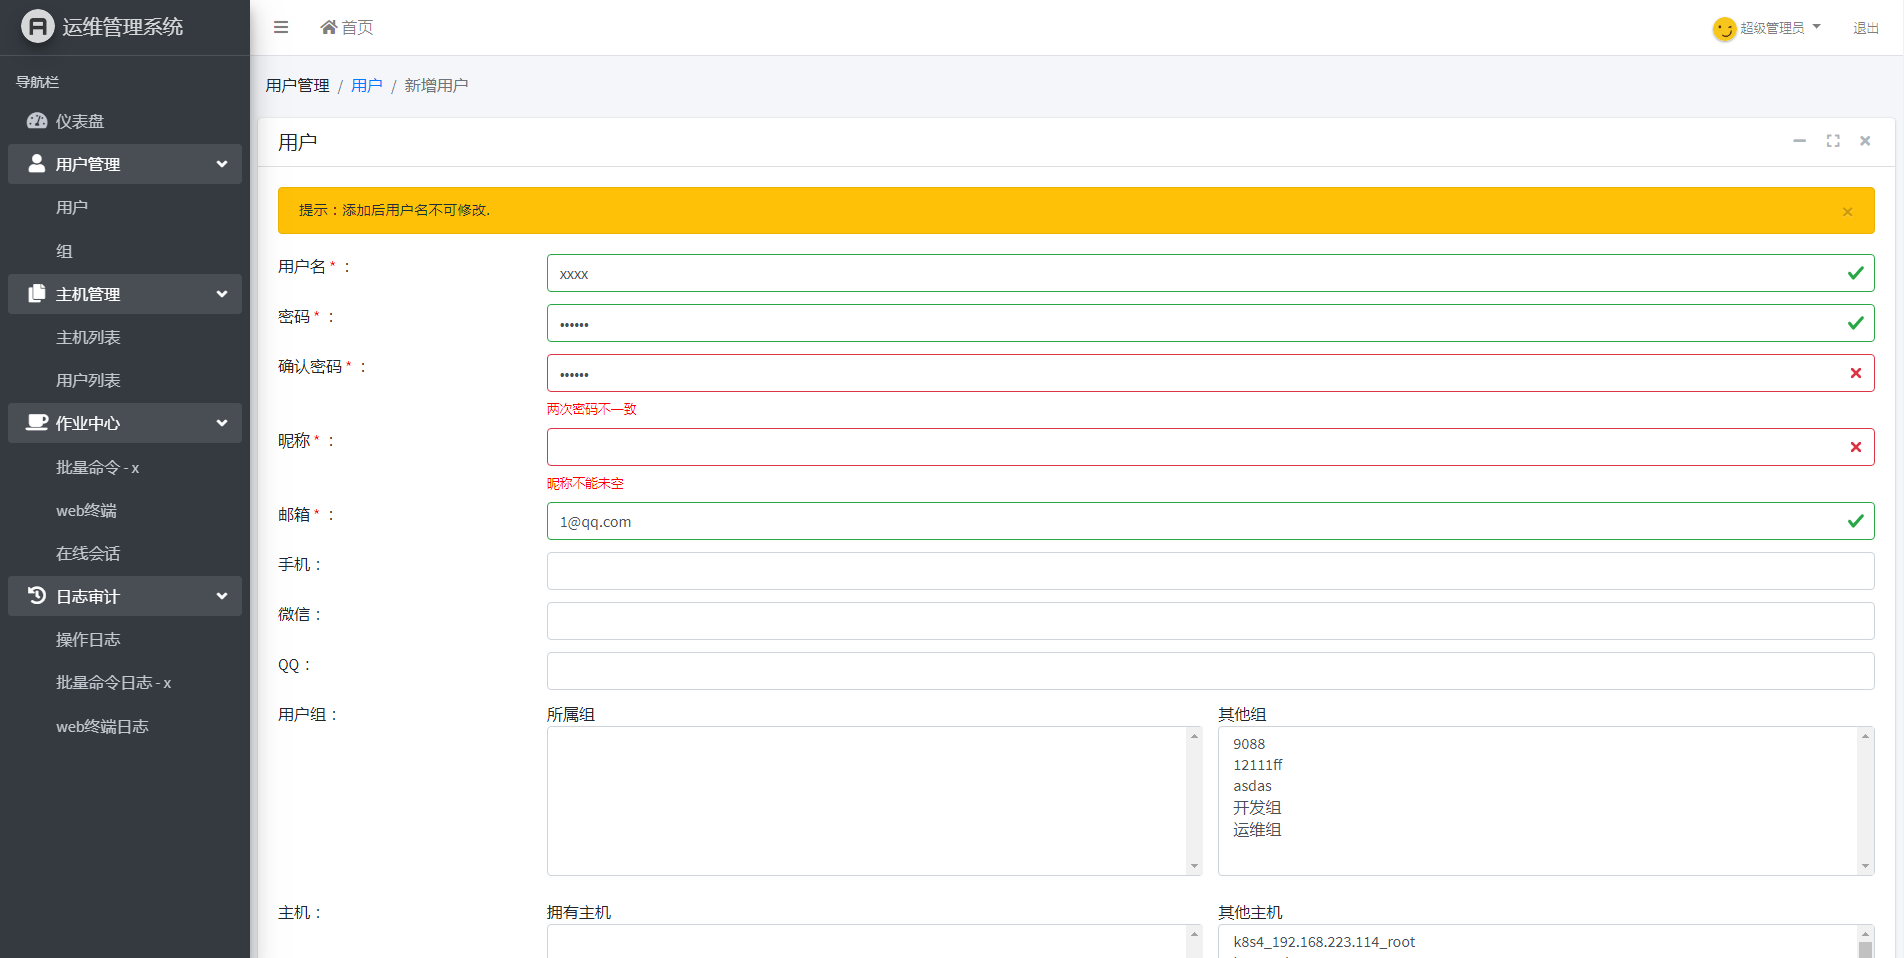 运维管理系统
首页
超级管理员
退出
导航栏
仪表盘
用户管理
用户
组
主机管理
主机列表
用户列表
作业中心
批量命令 - x
web终端
在线会话
日志审计
操作日志
批量命令日志 - x
web终端日志
用户管理 / 用户 / 新增用户
用户
提示：添加后用户名不可修改.
×
用户名 * ：
xxxx
密码 * ：
••••••
确认密码 * ：
••••••
两次密码不一致
昵称 * ：
昵称不能未空
邮箱 * ：
1@qq.com
手机：
微信：
QQ：
用户组：
所属组
其他组
9088
12111ff
asdas
开发组
运维组
主机：
拥有主机
其他主机
k8s4_192.168.223.114_root